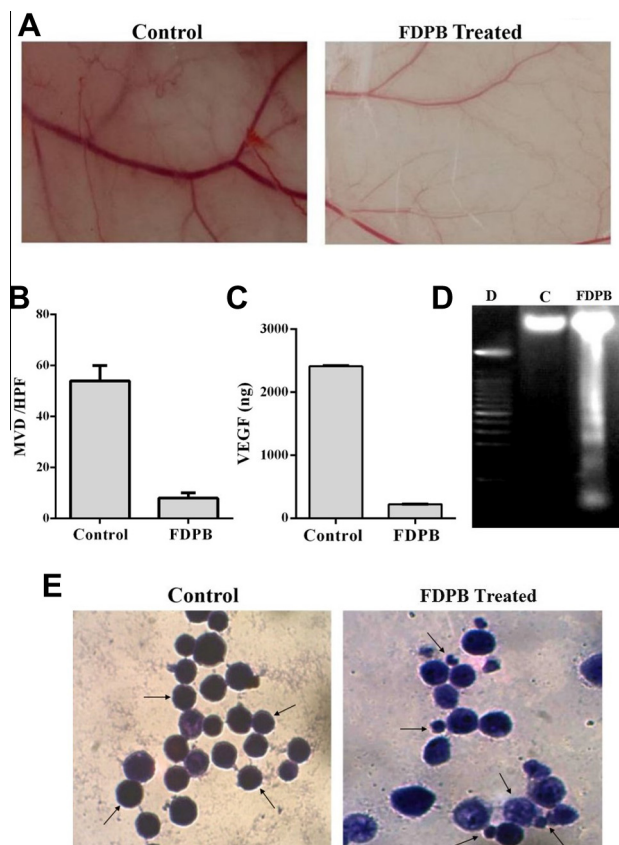 A
Control
FDPB Treated
B
C
D
80
60
40
20
0
MVD /HPF
Control
FDPB
3000
2000
1000
0
VEGF (ng)
Control
FDPB
D
C
FDPB
E
Control
FDPB Treated